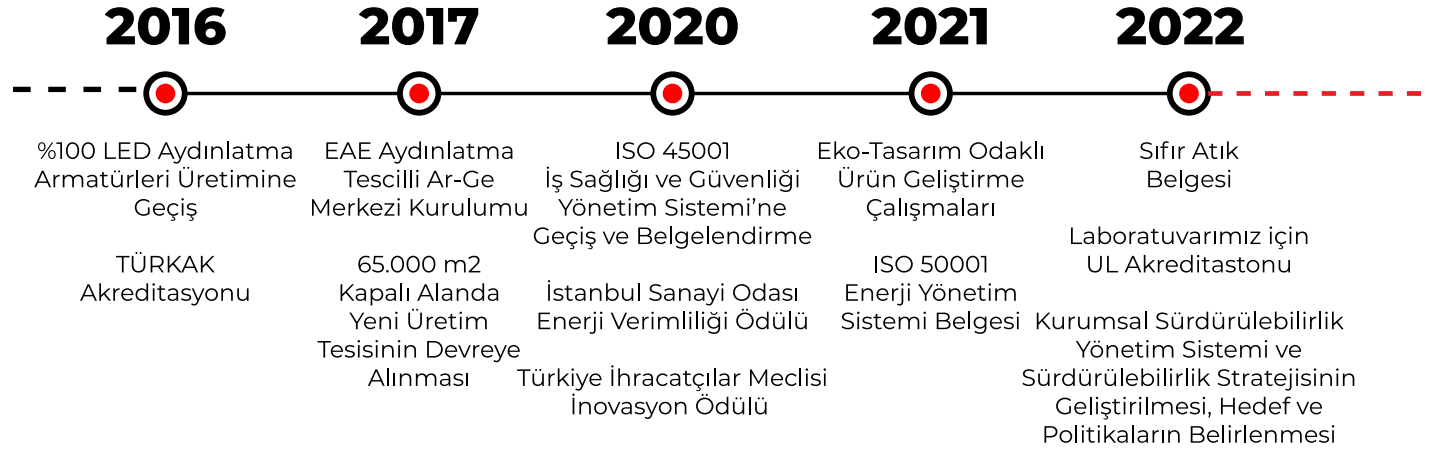 2016
%100 LED Aydınlatma
Armatürleri Üretimine
Geçiş
TÜRKAK
Akreditasyonu
2017
EAE Aydınlatma
Tescilli Ar-Ge
Merkezi Kurulumu
65.000 m2
Kapalı Alanda
Yeni Üretim
Tesisinin Devreye
Alınması
2020
ISO 45001
İş Sağlığı ve Güvenliği
Yönetim Sistemi’ne
Geçiş ve Belgelendirme
İstanbul Sanayi Odası
Enerji Verimliliği Ödülü
Türkiye İhracatçılar Meclisi
İnovasyon Ödülü
2021
Eko-Tasarım Odaklı
Ürün Geliştirme
Çalışmaları
ISO 50001
Enerji Yönetim
Sistemi Belgesi
2022
Sıfır Atık
Belgesi
Laboratuvarımız için
UL Akreditastonu
Kurumsal Sürdürülebilirlik
Yönetim Sistemi ve
Sürdürülebilirlik Stratejisinin
Geliştirilmesi, Hedef ve
Politikaların Belirlenmesi